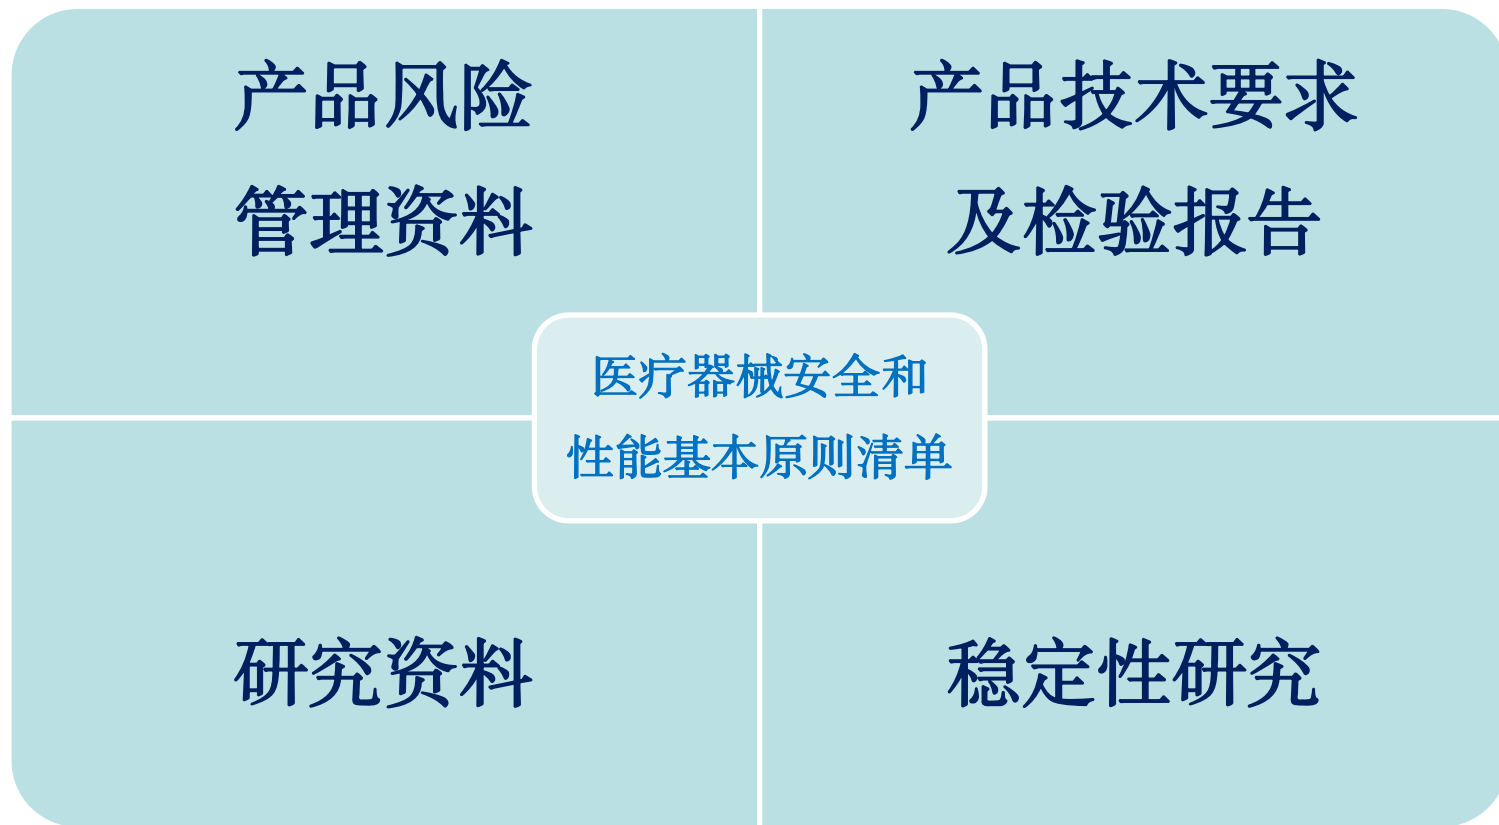 产品风险
管理资料
产品技术要求
及检验报告
医疗器械安全和
性能基本原则清单
研究资料
稳定性研究